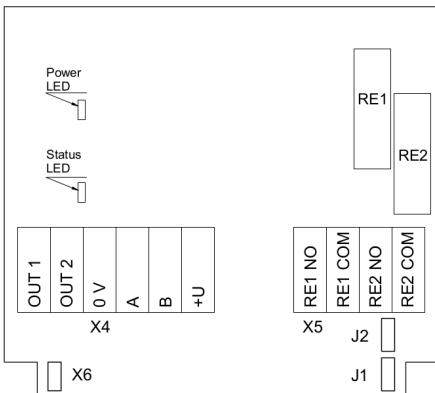 Power
LED
RE1
RE2
Status
LED
OUT 1
OUT 2
0 V
A
B
+U
RE1 NO
RE1 COM
RE2 NO
RE2 COM
X4
X5
J2
X6
J1